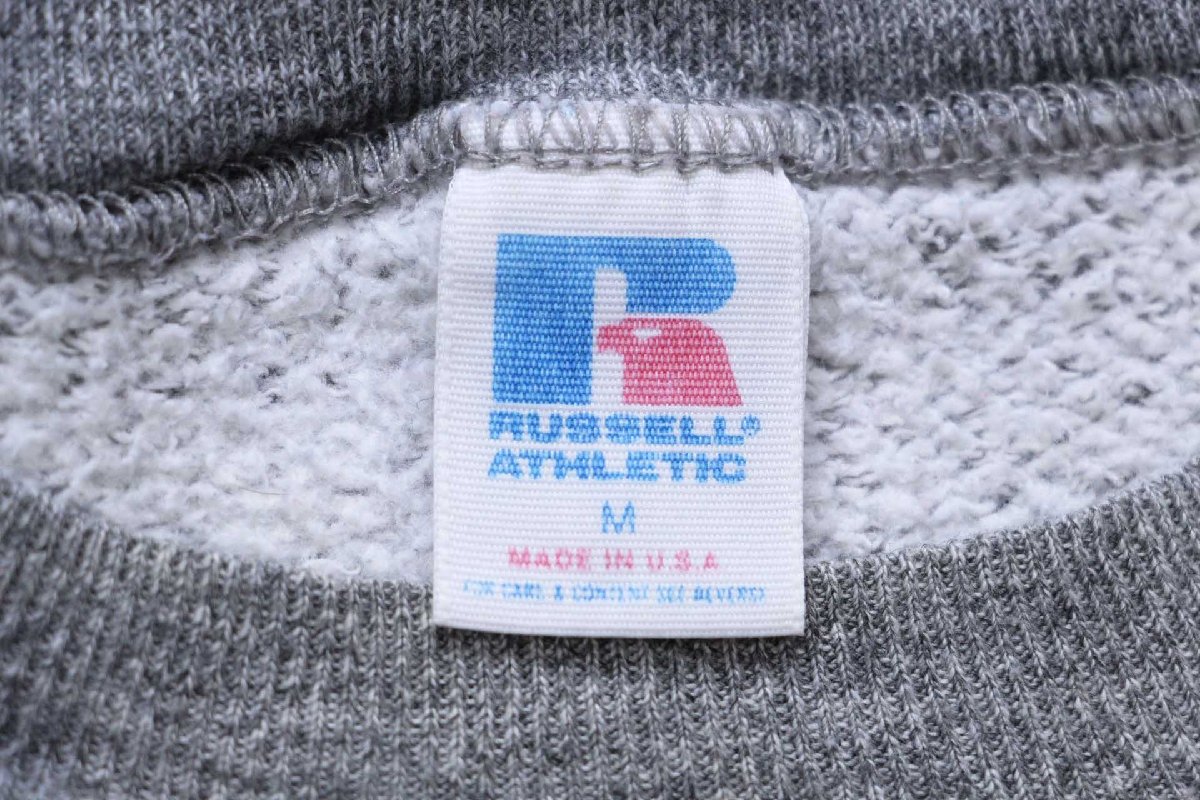 RUSSELL®
ATHLETIC
M
MADE IN U.S.A
FOR CARE & CONTENT SEE REVERSE